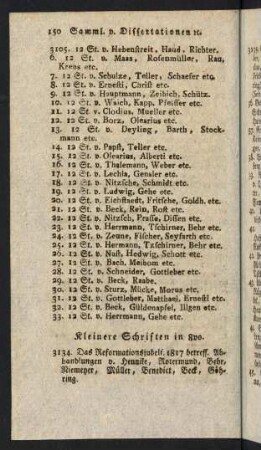 150 Samml. v. Dissertationen ꝛc.
3105. 12 St. v. Hebenstreit, Haud, Richter.
6. 12 St. v. Maas, Rosenmüller, Rau,
Krebs etc.
7. 12 St. v. Schulze, Teller, Schaefer etc.
8. 12 St. v. Ernesti, Christ etc.
9. 12 St. v. Hauptmann, Zeibich, Schütz.
10. 12 St. v. Walch, Kapp, Pfeiffer etc.
11. 12 St. v. Clodius, Mueller etc.
12. 12 St. v. Borz, Olearius etc.
13. 12 St. v. Deyling, Barth, Stock-
mann etc.
14. 12 St. v. Papst, Teller etc.
15. 12 St. v. Olearius, Alberti etc.
16. 12 St. v. Thalemann, Weber etc.
17. 12 St. v. Lechla, Gensler etc.
18. 12 St. v. Nitzsche, Schmidt etc.
19. 12 St. v. Ludwig, Gehe etc.
20. 12 St. v. Eichstaedt, Fritsche, Goldh. etc.
21. 12 St. v. Beck, Rein, Rost etc.
22. 12 St. v. Nitzsch, Prasse, Dissen etc.
23. 12 St. v. Herrmann, Tschirner, Behr etc.
24. 12 St. v. Zeune, Fischer, Seyfarth etc.
25. 12 St. v. Hermann, Tzschirner, Behr etc.
26. 12 St. v. Nast, Hedwig, Schott etc.
27. 12 St. v. Bach, Meibom etc.
28. 12 St. v. Schneider, Gottleber etc.
29. 12 St. v. Beck, Raabe,
30. 12 St. v. Sturz, Mücke, Morus etc.
31. 12 St. v. Gottleber, Matthaei, Ernesti etc.
32. 12 St. v. Beck, Güldenapfel, Ilgen etc.
33. 12 St. v. Herrmann, Gehe etc.
Kleinere Schriften in 8vo.
3134. Das Reformationsjubelf. 1817 betreff. Ab-
handlungen v. Hennike, Rotermund, Behr,
Niemeyer, Müller, Benedict, Beck, Göh-
ring.